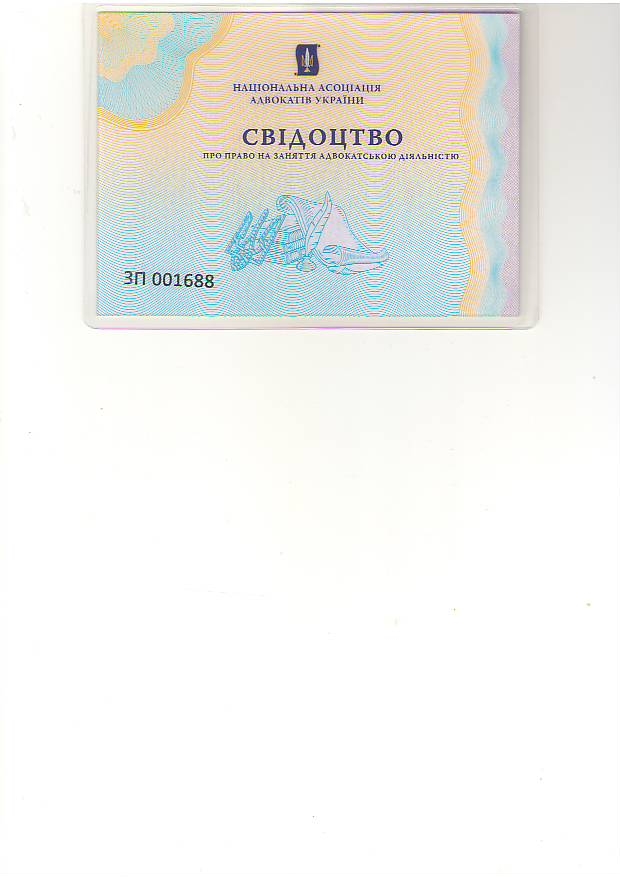 НАЦІОНАЛЬНА АСОЦІАЦІЯ
АДВОКАТІВ УКРАЇНИ
СВІДОЦТВО
ПРО ПРАВО НА ЗАНЯТТЯ АДВОКАТСЬКОЮ ДІЯЛЬНІСТЮ
ЗП 001688